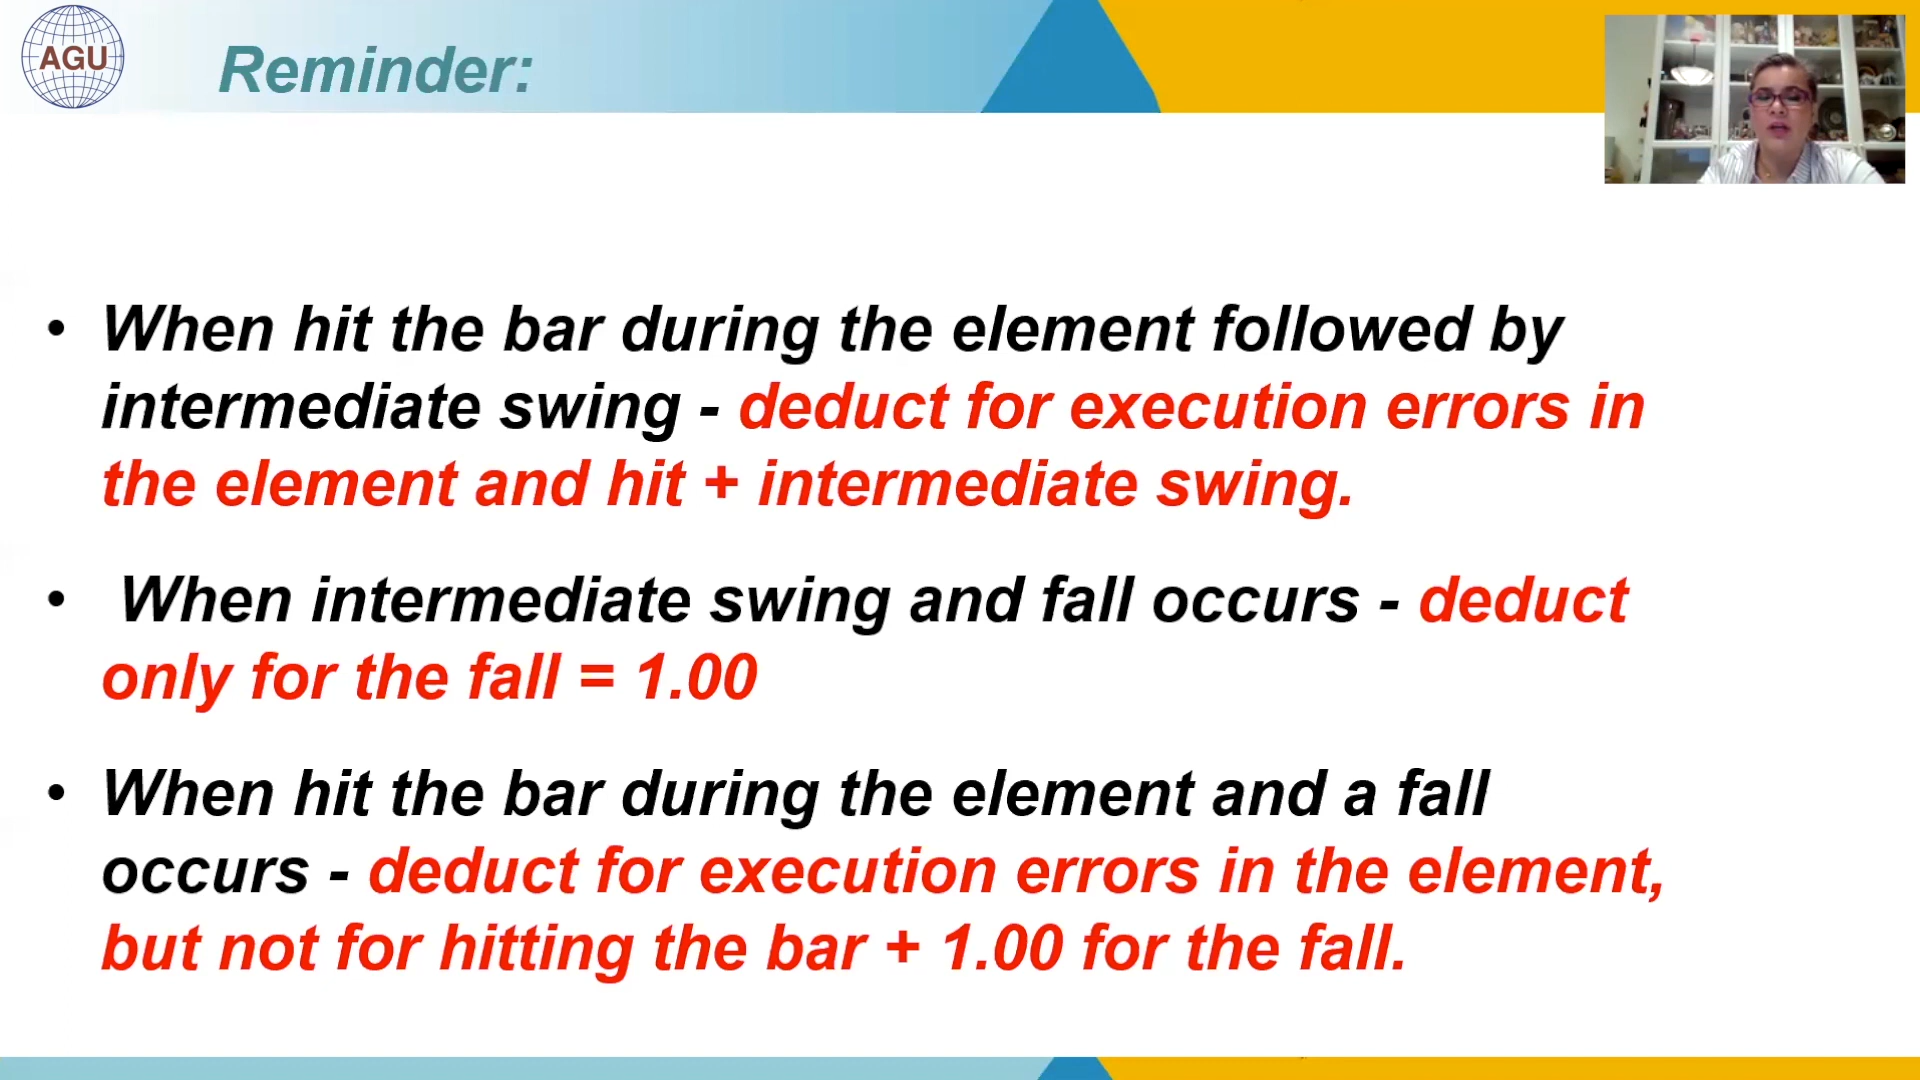 AGU
Reminder:
• When hit the bar during the element followed by
intermediate swing - deduct for execution errors in
the element and hit + intermediate swing.
• When intermediate swing and fall occurs - deduct
only for the fall = 1.00
• When hit the bar during the element and a fall
occurs - deduct for execution errors in the element,
but not for hitting the bar + 1.00 for the fall.